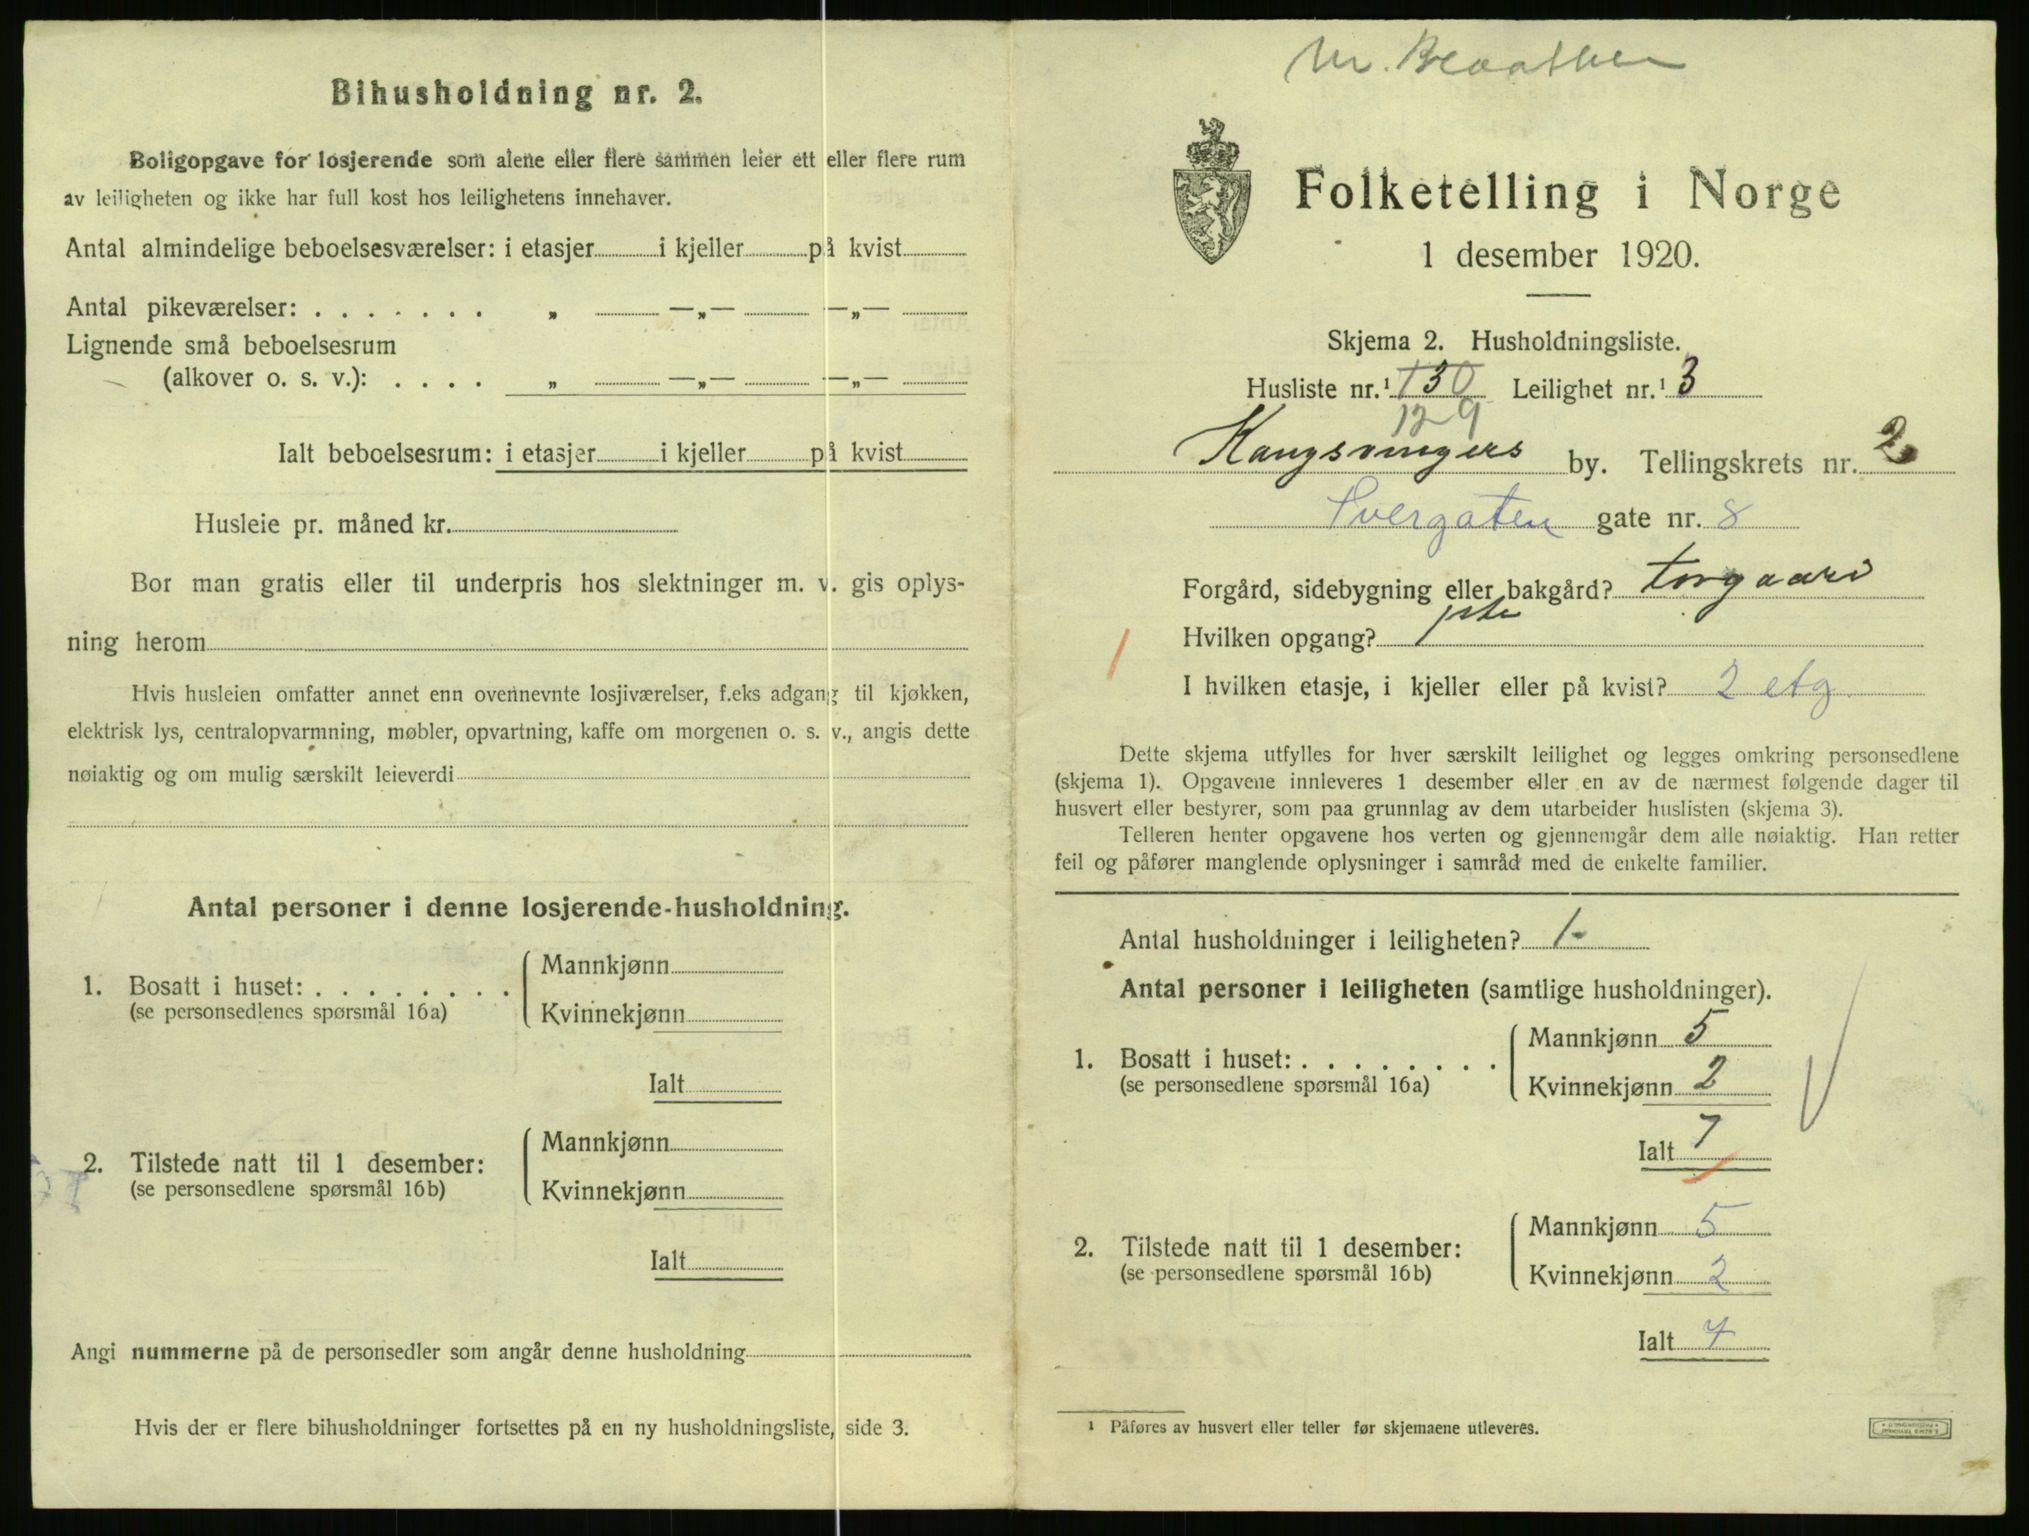 Bihusholdning nr. 2.
Boligopgave for losjerende som alene eller flere sammen leier ett eller flere rum
av leiligheten og ikke har full kost hos leilighetens innehaver.
Antal almindelige beboelsesværelser: i etasjer i kjeller på kvist
Antal pikeværelser: . . . . . . . „ —„— —„—
Lignende små beboelsesrum
(alkover o. s. v.): . . . . „ —„— —„—
Ialt beboelsesrum: i etasjer i kjeller på kvist
Husleie pr. måned kr.
Bor man gratis eller til underpris hos slektninger m. v. gis oplys-
ning herom
Hvis husleien omfatter annet enn ovennevnte losjiværelser, f.eks adgang til kjøkken,
elektrisk lys, centralopvarmning, møbler, opvartning, kaffe om morgenen o. s. v., angis dette
nøiaktig og om mulig særskilt leieverdi
Antal personer i denne losjerende-husholdning.
1. Bosatt i huset: . . . . . . . .
(se personsedlenes spørsmål 16a)
Mannkjønn
Kvinnekjønn
Ialt
2. Tilstede natt til 1 desember:
(se personsedlene spørsmål 16b)
Mannkjønn
Kvinnekjønn
Ialt
Angi nummerne på de personsedler som angår denne husholdning
Hvis der er flere bihusholdninger fortsettes på en ny husholdningsliste, side 3.
Folketelling i Norge
1 desember 1920.
Skjema 2. Husholdningsliste.
Husliste nr.¹ 130 Leilighet nr.¹ 3
129
Kongsvingers by. Tellingskrets nr. 2
gate nr. 8
Forgård, sidebygning eller bakgård? forgaard
Hvilken opgang? 1ste
I hvilken etasje, i kjeller eller på kvist? 2 etg
Dette skjema utfylles for hver særskilt leilighet og legges omkring personsedlene
(skjema 1). Opgavene innleveres 1 desember eller en av de nærmest følgende dager til
husvert eller bestyrer, som paa grunnlag av dem utarbeider huslisten (skjema 3).
Telleren henter opgavene hos verten og gjennemgår dem alle nøiaktig. Han retter
feil og påfører manglende oplysninger i samråd med de enkelte familier.
Antal husholdninger i leiligheten? 1
Antal personer i leiligheten (samtlige husholdninger).
1. Bosatt i huset: . . . . . . . .
(se personsedlene spørsmål 16a)
Mannkjønn 5
Kvinnekjønn 2
Ialt 7
2. Tilstede natt til 1 desember:
(se personsedlene spørsmål 16b)
Mannkjønn 5
Kvinnekjønn 2
Ialt 7
¹ Påføres av husvert eller teller før skjemaene utleveres.